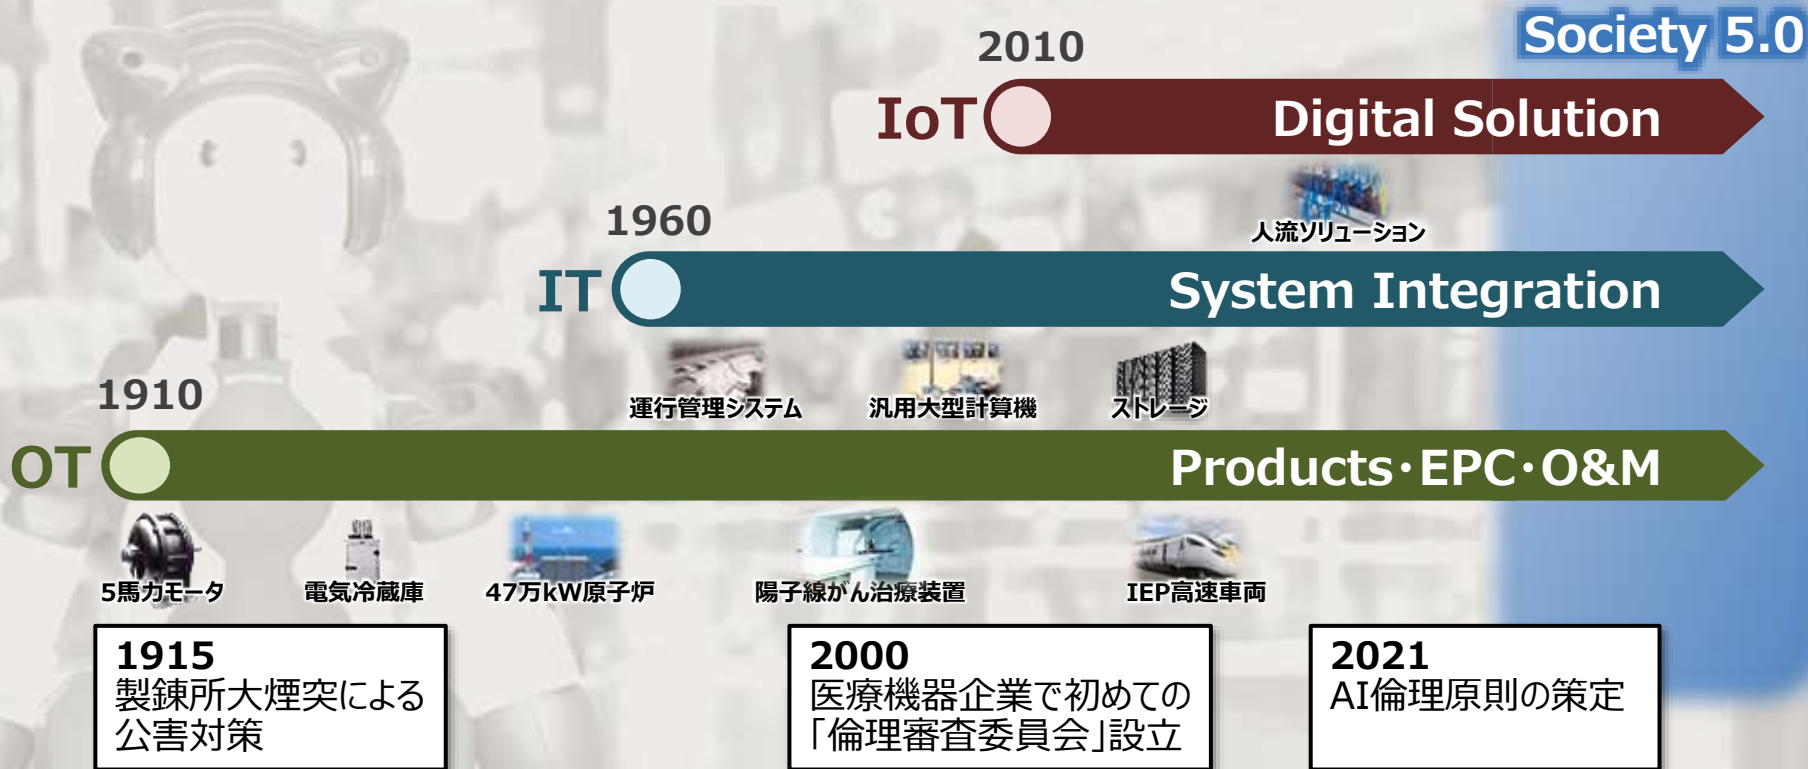 Society 5.0
2010
IoT
Digital Solution
人流ソリューション
1960
IT
System Integration
運行管理システム
汎用大型計算機
ストレージ
1910
OT
Products・EPC・O&M
5馬力モータ
電気冷蔵庫
47万kW原子炉
陽子線がん治療装置
IEP高速車両
1915
製錬所大煙突による
公害対策
2000
医療機器企業で初めての
「倫理審査委員会」設立
2021
AI倫理原則の策定